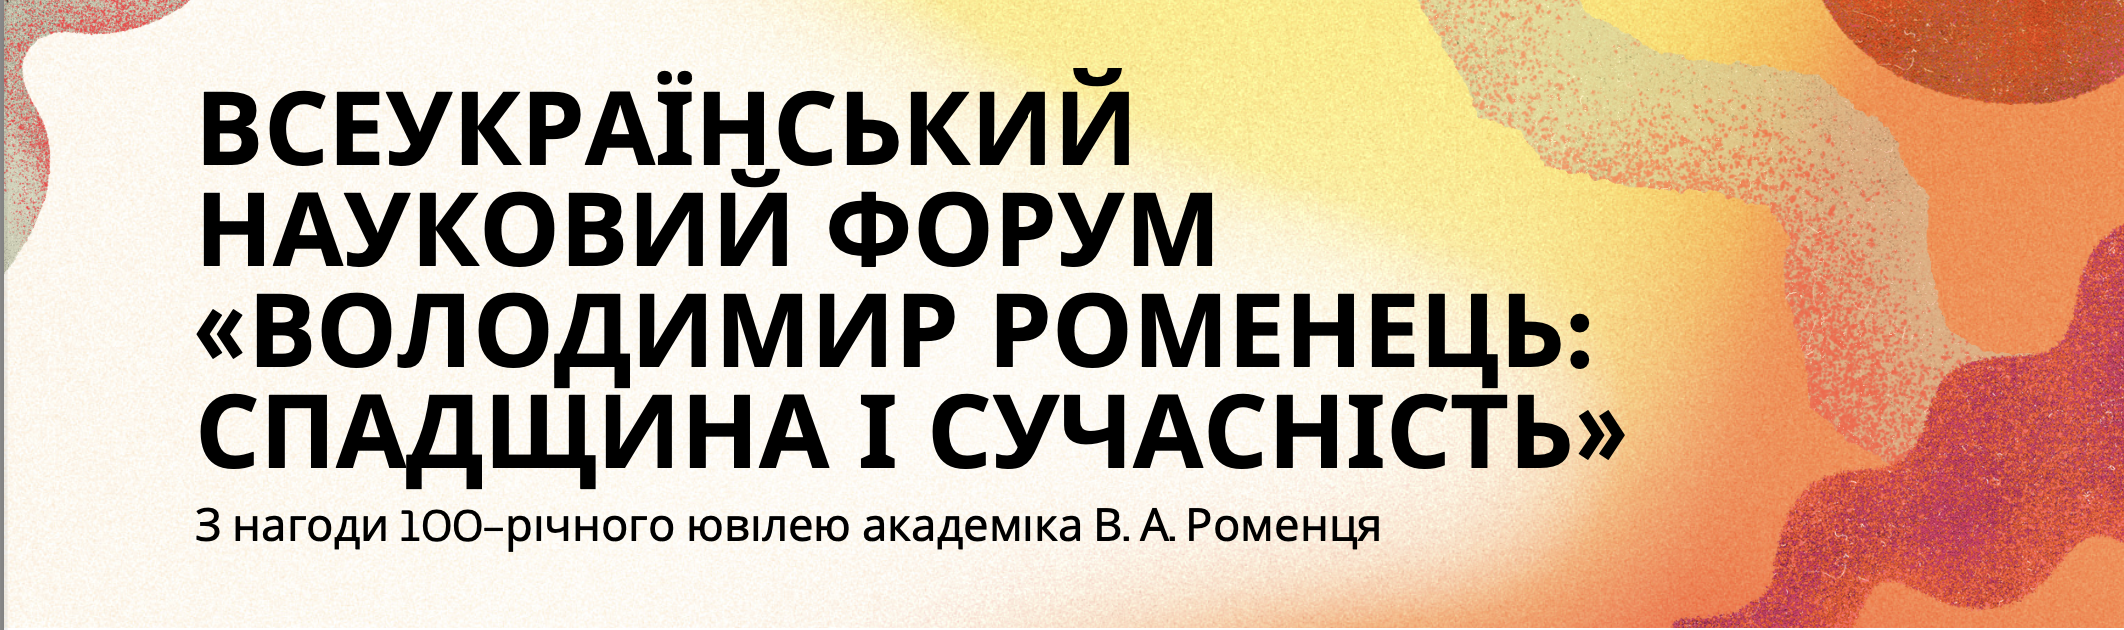 ВСЕУКРАЇНСЬКИЙ
НАУКОВИЙ ФОРУМ
«ВОЛОДИМИР РОМЕНЕЦЬ:
СПАДЩИНА І СУЧАСНІСТЬ»
З нагоди 100-річного ювілею академіка В. А. Роменця